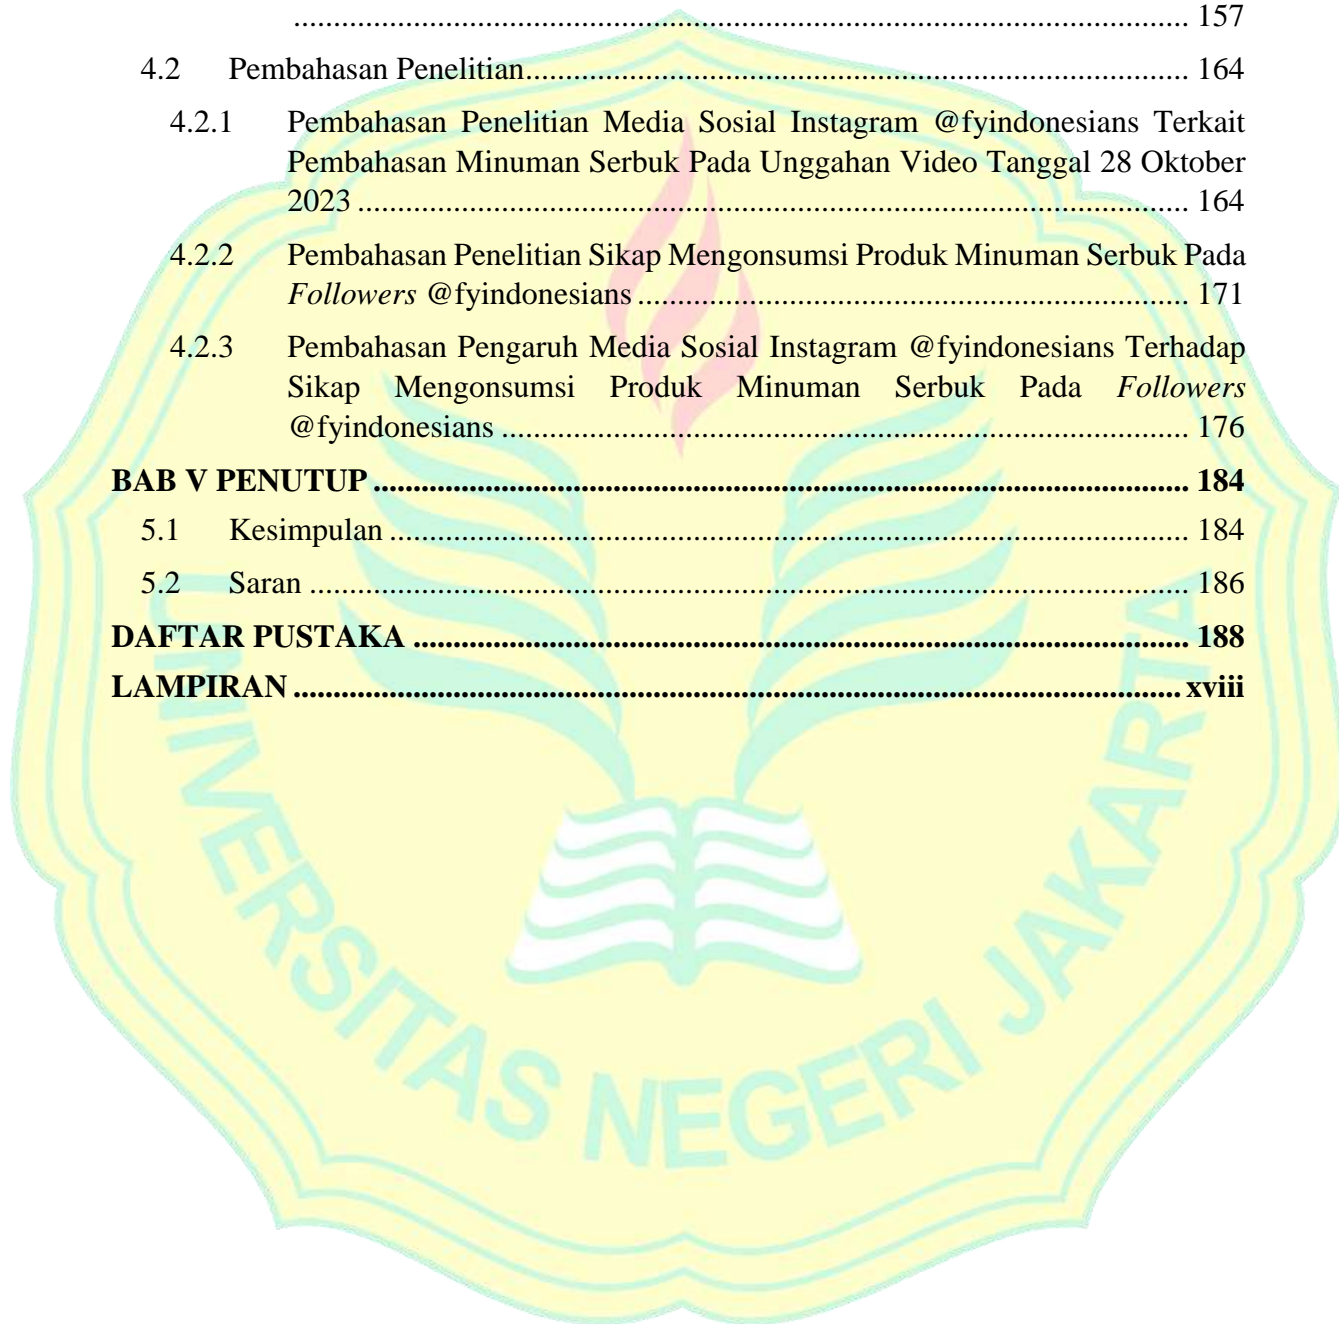 ........................................................................................................ 157
4.2 Pembahasan Penelitian................................................................................... 164
4.2.1 Pembahasan Penelitian Media Sosial Instagram @fyindonesians Terkait
Pembahasan Minuman Serbuk Pada Unggahan Video Tanggal 28 Oktober
2023 ........................................................................................................ 164
4.2.2 Pembahasan Penelitian Sikap Mengonsumsi Produk Minuman Serbuk Pada
Followers @fyindonesians ..................................................................... 171
4.2.3 Pembahasan Pengaruh Media Sosial Instagram @fyindonesians Terhadap
Sikap Mengonsumsi Produk Minuman Serbuk Pada Followers
@fyindonesians ...................................................................................... 176
BAB V PENUTUP ...................................................................................................... 184
5.1 Kesimpulan .................................................................................................... 184
5.2 Saran .............................................................................................................. 186
DAFTAR PUSTAKA ................................................................................................. 188
LAMPIRAN ............................................................................................................... xviii
UNIVERSITAS NEGERI JAKARTA